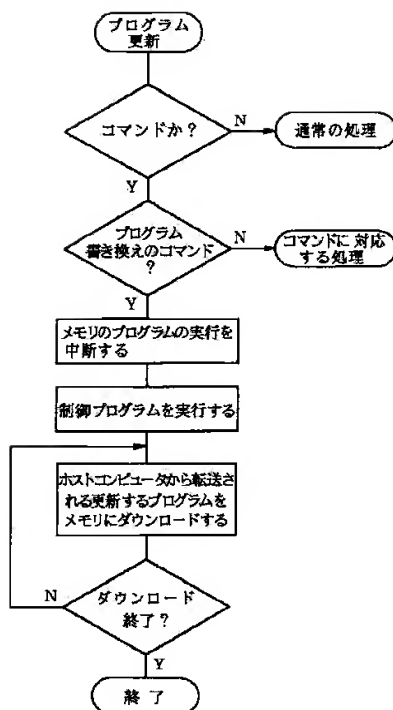 プログラム
更新
コマンドか?
N
通常の処理
Y
プログラム
書き換えのコマンド
?
N
コマンドに対応
する処理
Y
メモリのプログラムの実行を
中断する
制御プログラムを実行する
ホストコンピュータから転送さ
れる更新するプログラムを
メモリにダウンロードする
N
ダウンロード
終了?
Y
終了